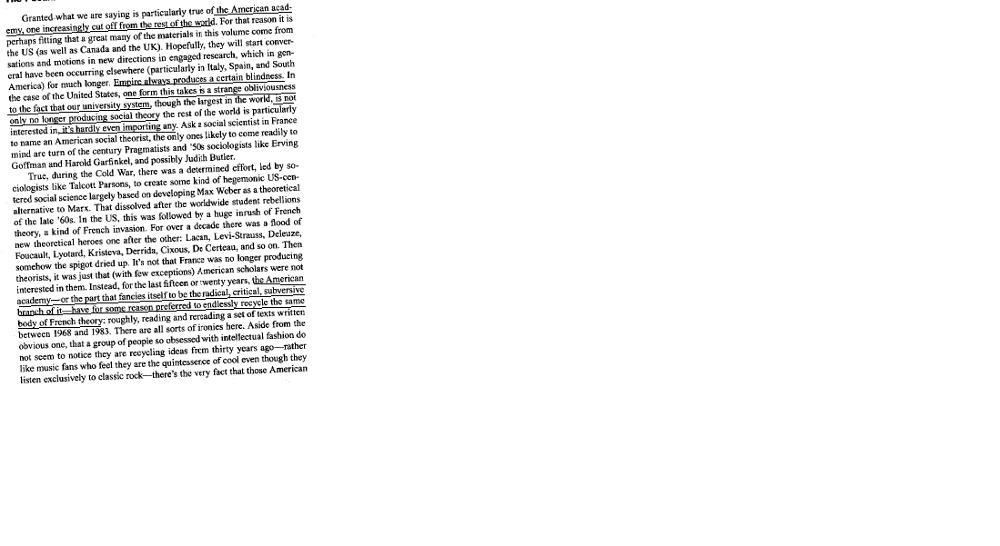 Granted what we are saying is particularly true of the American acad-
emy, one increasingly cut off from the rest of the world. For that reason it is
perhaps fitting that a great many of the materials in this volume come from
the US (as well as Canada and the UK). Hopefully, they will start conver-
sations and motions in new directions in engaged research, which in gen-
eral have been occurring elsewhere (particularly in Italy, Spain, and South
America) for much longer. Empire always produces a certain blindness. In
the case of the United States, one form this takes is a strange obliviousness
to the fact that our university system, though the largest in the world, is not
only no longer producing social theory the rest of the world is particularly
interested in, it's hardly even importing any. Ask a social scientist in France
to name an American social theorist, the only ones likely to come readily to
mind are turn of the century Pragmatists and '50s sociologists like Erving
Goffman and Harold Garfinkel, and possibly Judith Butler.
True, during the Cold War, there was a determined effort, led by so-
ciologists like Talcott Parsons, to create some kind of hegemonic US-cen-
tered social science largely based on developing Max Weber as a theoretical
alternative to Marx. That dissolved after the worldwide student rebellions
of the late '60s. In the US, this was followed by a huge inrush of French
theory, a kind of French invasion. For over a decade there was a flood of
new theoretical heroes one after the other: Lacan, Levi-Strauss, Deleuze,
Foucault, Lyotard, Kristeva, Derrida, Cixous, De Certeau, and so on. Then
somehow the spigot dried up. It's not that France was no longer producing
theorists, it was just that (with few exceptions) American scholars were not
interested in them. Instead, for the last fifteen or twenty years, the American
academy—or the part that fancies itself to be the radical, critical, subversive
branch of it—have for some reason preferred to endlessly recycle the same
body of French theory: roughly, reading and rereading a set of texts written
between 1968 and 1983. There are all sorts of ironies here. Aside from the
obvious one, that a group of people so obsessed with intellectual fashion do
not seem to notice they are recycling ideas from thirty years ago—rather
like music fans who feel they are the quintessence of cool even though they
listen exclusively to classic rock—there's the very fact that those American